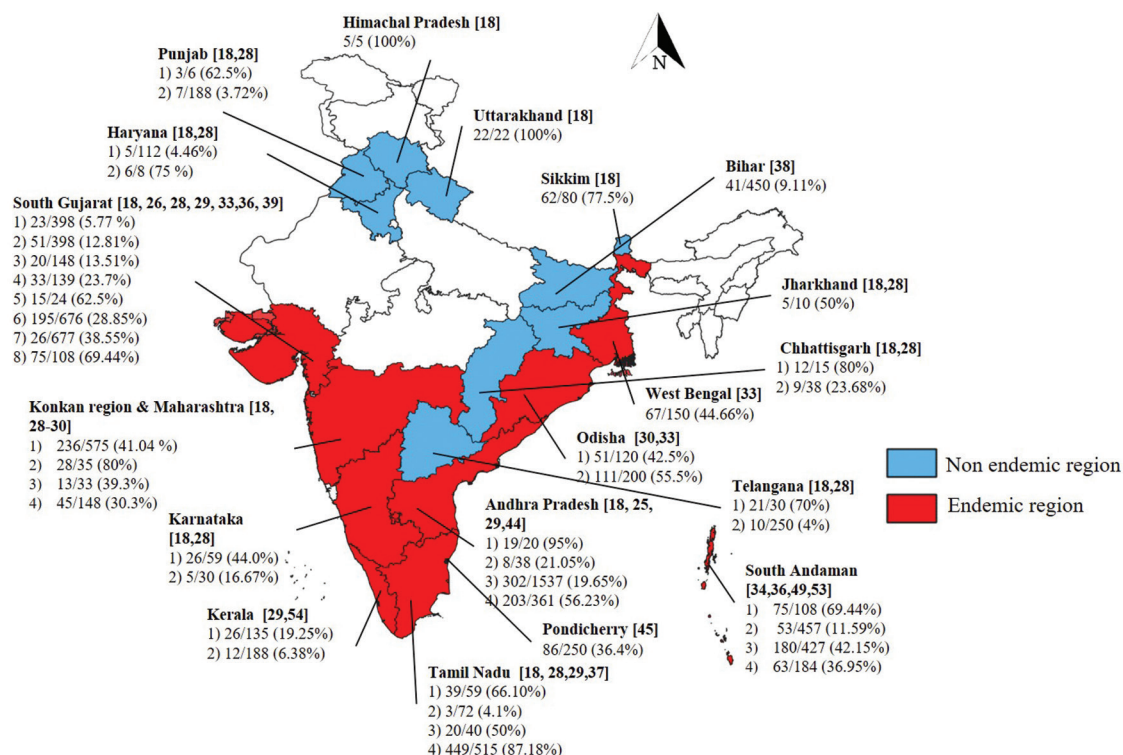 Himachal Pradesh [18]
5/5 (100%)
N
Punjab [18,28]
1) 3/6 (62.5%)
2) 7/188 (3.72%)
Uttarakhand [18]
22/22 (100%)
Haryana [18,28]
1) 5/112 (4.46%)
2) 6/8 (75 %)
Bihar [38]
41/450 (9.11%)
Sikkim [18]
62/80 (77.5%)
South Gujarat [18, 26, 28, 29, 33,36, 39]
1) 23/398 (5.77 %)
2) 51/398 (12.81%)
3) 20/148 (13.51%)
4) 33/139 (23.7%)
5) 15/24 (62.5%)
6) 195/676 (28.85%)
7) 26/677 (38.55%)
8) 75/108 (69.44%)
Jharkhand [18,28]
5/10 (50%)
Chhattisgarh [18,28]
1) 12/15 (80%)
2) 9/38 (23.68%)
West Bengal [33]
67/150 (44.66%)
Konkan region & Maharashtra [18,
28-30]
1) 236/575 (41.04 %)
2) 28/35 (80%)
3) 13/33 (39.3%)
4) 45/148 (30.3%)
Odisha [30,33]
1) 51/120 (42.5%)
2) 111/200 (55.5%)
Non endemic region
Endemic region
Telangana [18,28]
1) 21/30 (70%)
2) 10/250 (4%)
Karnataka
[18,28]
1) 26/59 (44.0%)
2) 5/30 (16.67%)
Andhra Pradesh [18, 25,
29,44]
1) 19/20 (95%)
2) 8/38 (21.05%)
3) 302/1537 (19.65%)
4) 203/361 (56.23%)
South Andaman
[34,36,49,53]
1) 75/108 (69.44%)
2) 53/457 (11.59%)
3) 180/427 (42.15%)
4) 63/184 (36.95%)
Kerala [29,54]
1) 26/135 (19.25%)
2) 12/188 (6.38%)
Pondicherry [45]
86/250 (36.4%)
Tamil Nadu [18, 28,29,37]
1) 39/59 (66.10%)
2) 3/72 (4.1%)
3) 20/40 (50%)
4) 449/515 (87.18%)